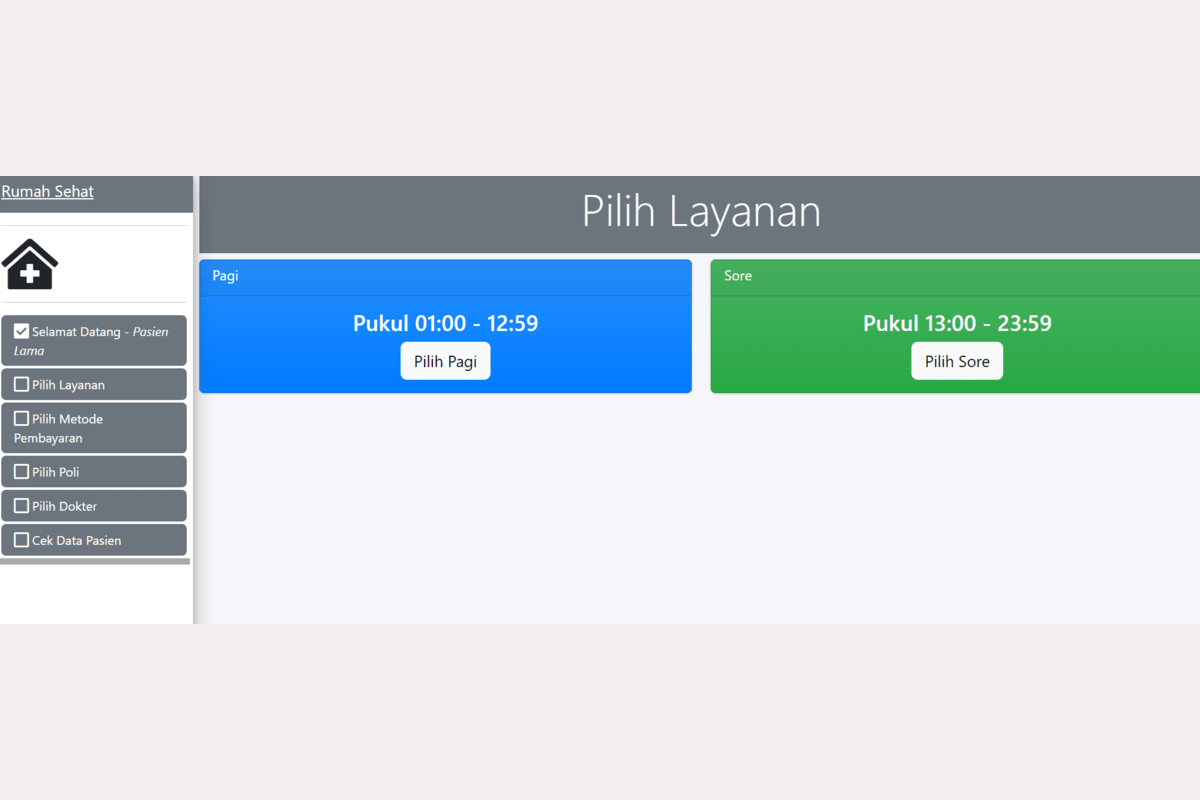 Rumah Sehat
Selamat Datang - Pasien
Lama
Pilih Layanan
Pilih Metode
Pembayaran
Pilih Poli
Pilih Dokter
Cek Data Pasien
Pilih Layanan
Pagi
Pukul 01:00 - 12:59
Pilih Pagi
Sore
Pukul 13:00 - 23:59
Pilih Sore